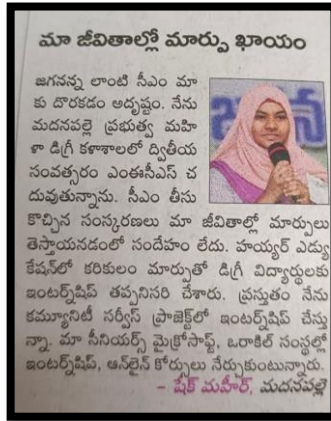 మా జీవితాల్లో మార్పు ఖాయం
జగనన్న లాంటి సీఎం మా
కు దొరకడం అదృష్టం. నేను
మదనపల్లె ప్రభుత్వ మహి
ళా డిగ్రీ కళాశాలలో ద్వితీయ
సంవత్సరం ఎంఈసీఎస్ చ
దువుతున్నాను. సీఎం తీసు
కొచ్చిన సంస్కరణలు మా జీవితాల్లో మార్పులు
తెస్తాయనడంలో సందేహం లేదు. హయ్యర్ ఎడ్యు
కేషన్‌లో కరికులం మార్పుతో డిగ్రీ విద్యార్థులకు
ఇంటర్న్‌షిప్ తప్పనిసరి చేశారు. ప్రస్తుతం నేను
కమ్యూనిటీ సర్వీస్ ప్రాజెక్ట్‌లో ఇంటర్న్‌షిప్ చేస్తు
న్నా. మా సీనియర్స్ మైక్రోసాఫ్ట్, ఒరాకిల్ సంస్థల్లో
ఇంటర్న్‌షిప్, ఆన్‌లైన్ కోర్సులు నేర్చుకుంటున్నారు.
– షేక్ మహీర్, మదనపల్లె